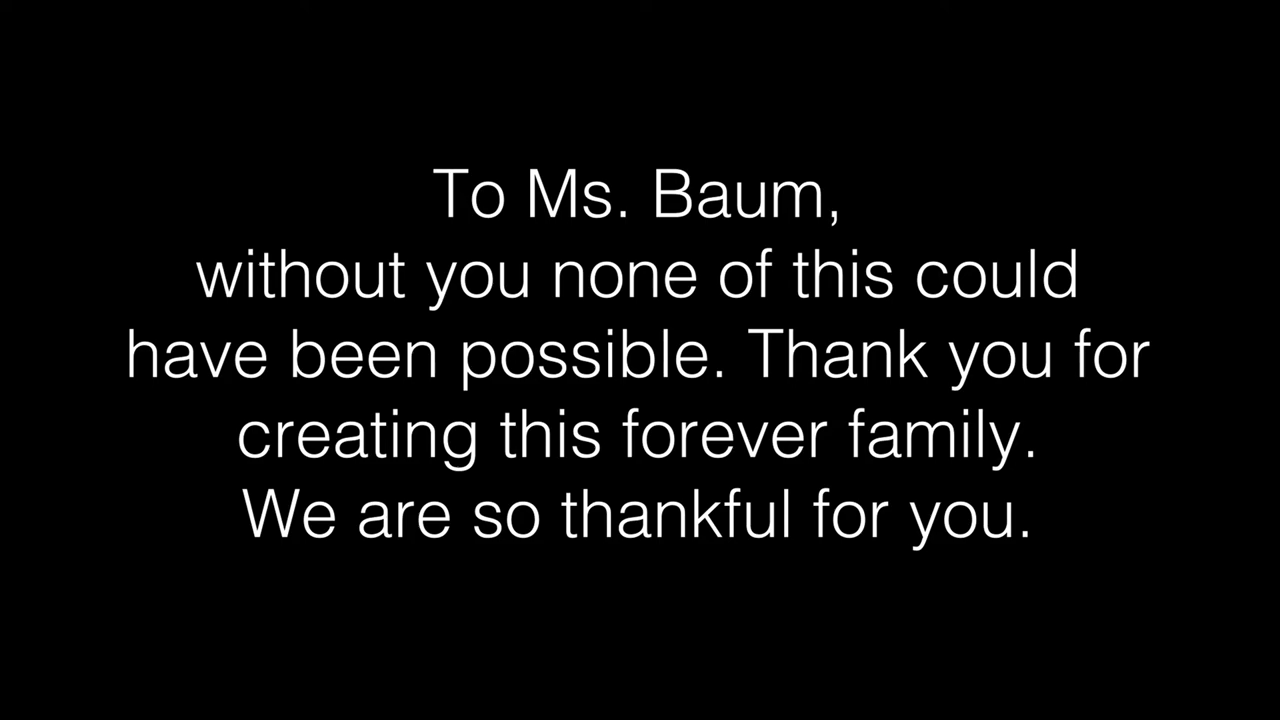 To Ms. Baum,
without you none of this could
have been possible. Thank you for
creating this forever family.
We are so thankful for you.